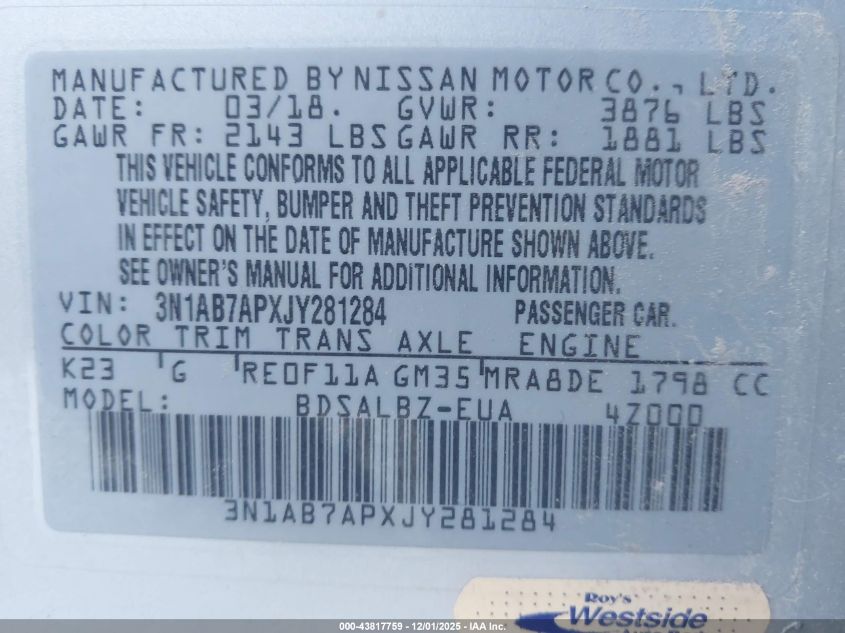 MANUFACTURED BY NISSAN MOTOR CO., LTD.
DATE: 03/18. GVWR: 3876 LBS
GAWR FR: 2143 LBS GAWR RR: 1881 LBS
THIS VEHICLE CONFORMS TO ALL APPLICABLE FEDERAL MOTOR
VEHICLE SAFETY, BUMPER AND THEFT PREVENTION STANDARDS
IN EFFECT ON THE DATE OF MANUFACTURE SHOWN ABOVE.
SEE OWNER'S MANUAL FOR ADDITIONAL INFORMATION.
VIN: 3N1AB7APXJY281284 PASSENGER CAR.
COLOR TRIM TRANS AXLE ENGINE
K23 G RE0F11A GM35 MRA8DE 1798 CC
MODEL: BDSALBZ-EUA 4Z000
3N1AB7APXJY281284
Roy's
Westside
000-43817759 - 12/01/2025 - IAA Inc.